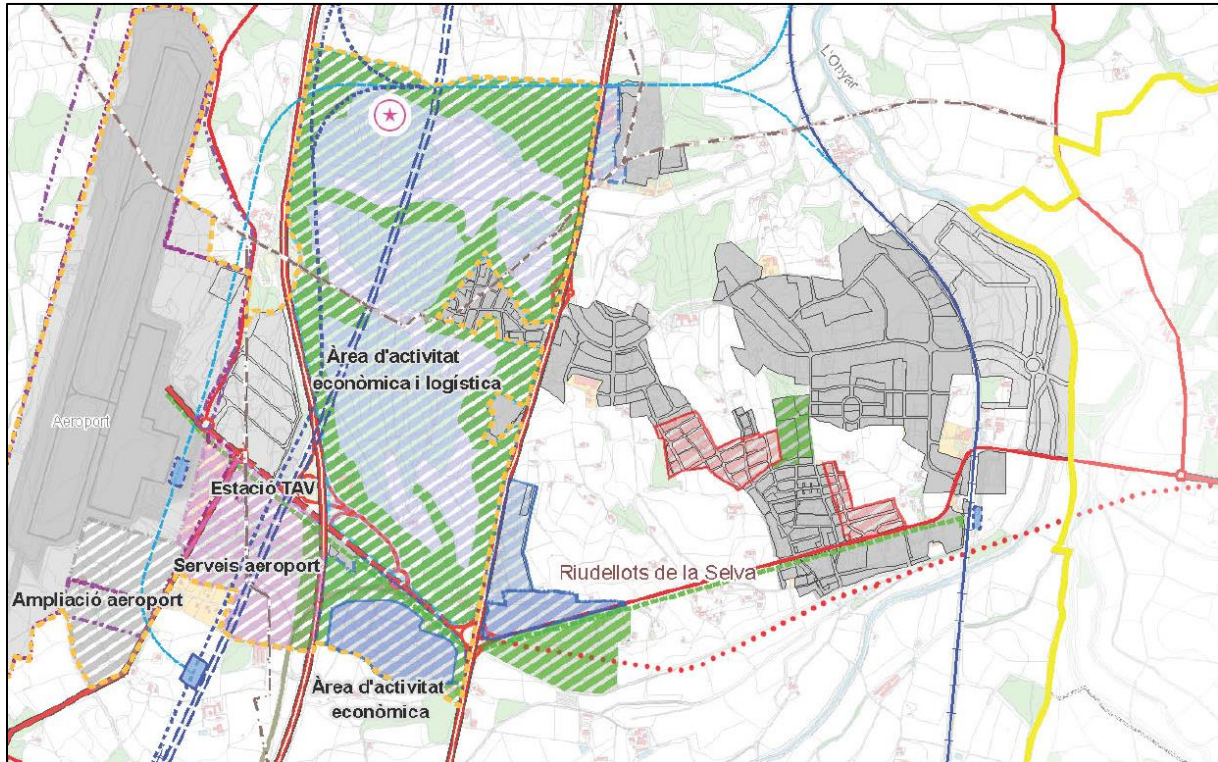 L'Onyar
Àrea d'activitat
econòmica i logística
Aeroport
Estació TAV
Serveis aeroport
Riudellots de la Selva
Ampliació aeroport
Àrea d'activitat
econòmica